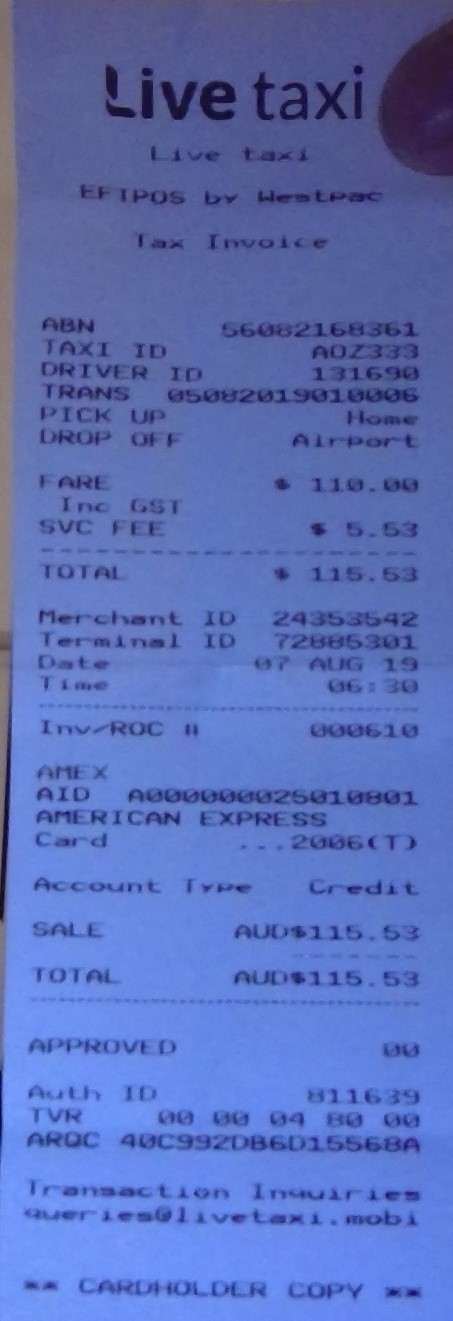 Live taxi
Live taxi
EFTPOS by Westpac
Tax Invoice
ABN 56082168361
TAXI ID AOZ333
DRIVER ID 131690
TRANS 05082019010006
PICK UP Home
DROP OFF Airport
FARE $ 110.00
Inc GST
SVC FEE $ 5.53
TOTAL $ 115.53
Merchant ID 24353542
Terminal ID 72885301
Date 07 AUG 19
Time 06:30
Inv/ROC # 000610
AMEX
AID A000000025010801
AMERICAN EXPRESS
Card ...2006(T)
Account Type Credit
SALE AUD$115.53
TOTAL AUD$115.53
APPROVED 00
Auth ID 811639
TVR 00 00 04 80 00
ARQC 40C992DB6D15568A
Transaction Inquiries
queries@livetaxi.mobi
** CARDHOLDER COPY **